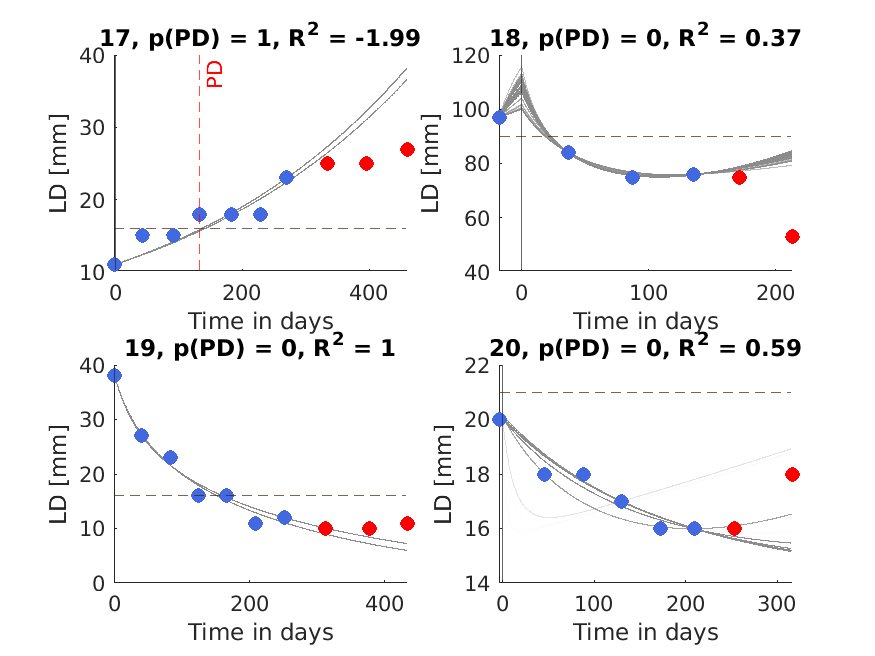 17, p(PD) = 1, R² = -1.99
LD [mm]
40
30
20
10
PD
0
200
400
Time in days
18, p(PD) = 0, R² = 0.37
LD [mm]
120
100
80
60
40
0
100
200
Time in days
19, p(PD) = 0, R² = 1
LD [mm]
40
30
20
10
0
0
200
400
Time in days
20, p(PD) = 0, R² = 0.59
LD [mm]
22
20
18
16
14
0
100
200
300
Time in days